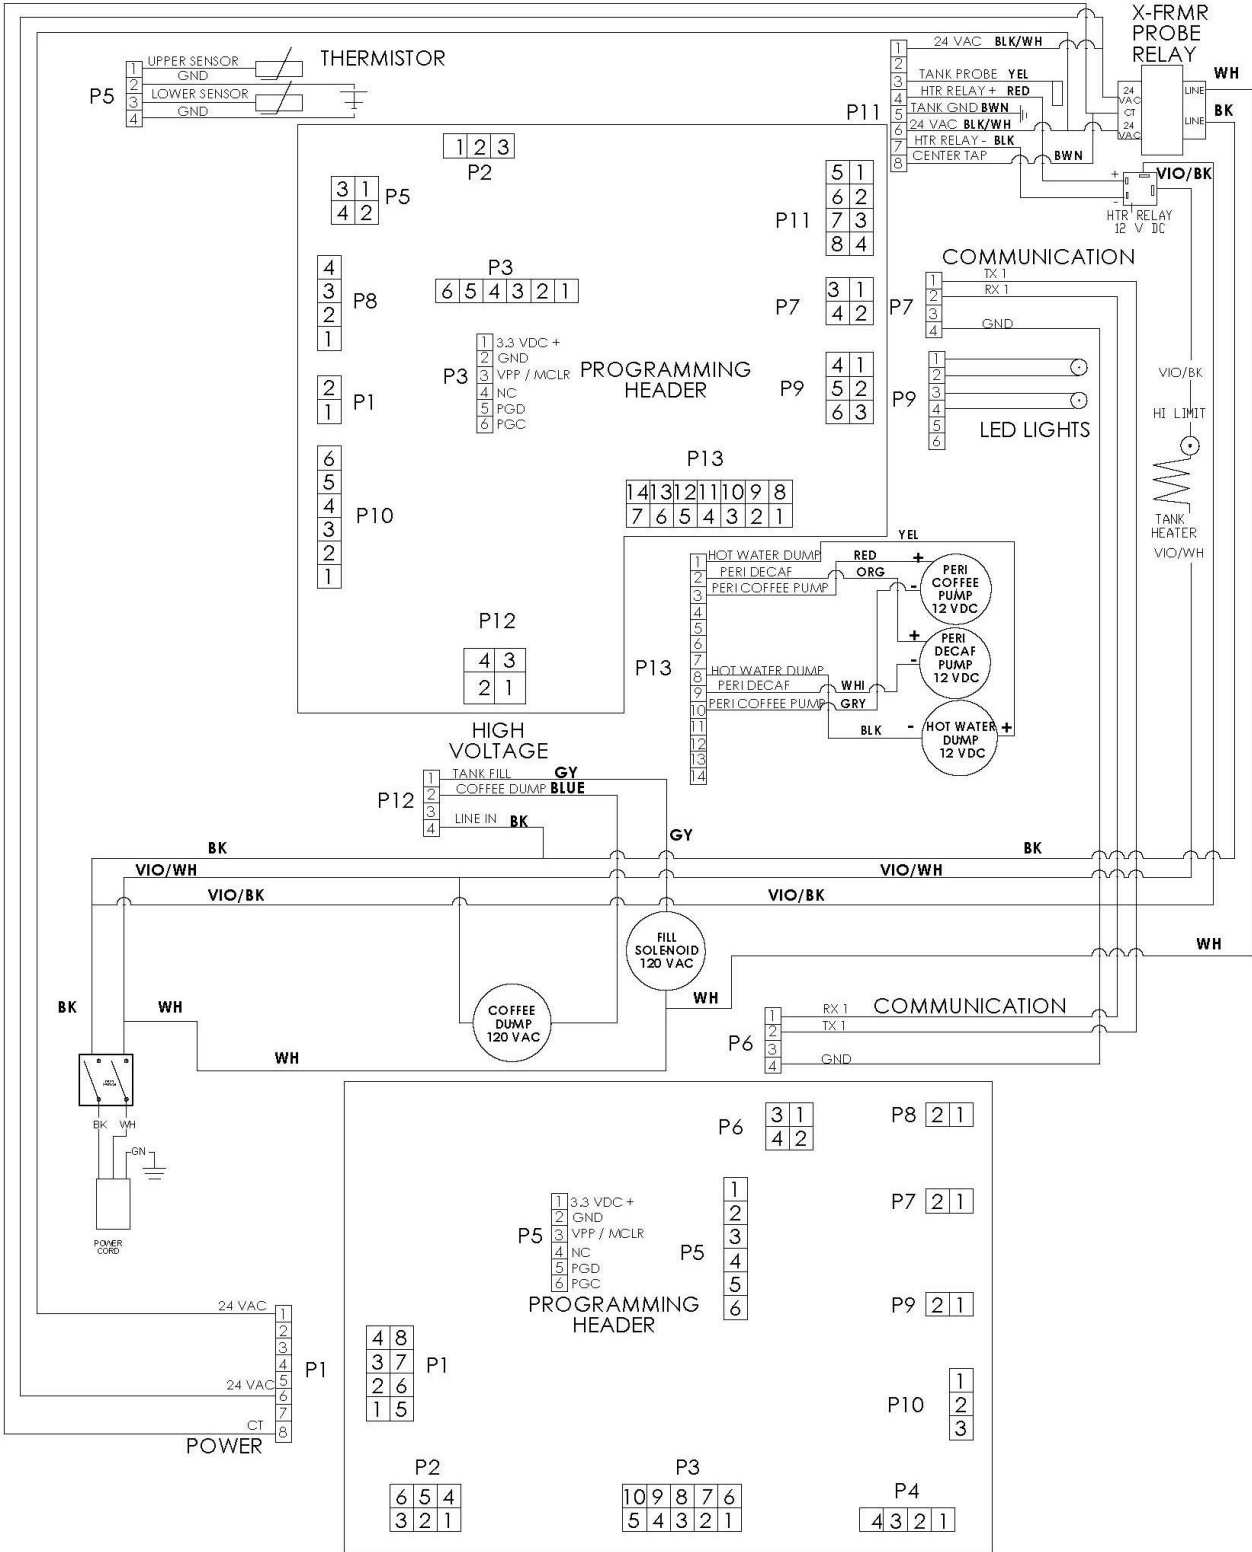 X-FRMR
PROBE
RELAY
24 VAC BLK/WH
UPPER SENSOR
GND
LOWER SENSOR
GND
THERMISTOR
P5
1
2
3
4
1
2
3
4
5
6
7
8
TANK PROBE YEL
HTR RELAY + RED
TANK GND BWN
24 VAC BLK/WH
HTR RELAY - BLK
CENTER TAP BWN
P11
24
VAC
CT
24
VAC
LINE
LINE
WH
BK
+
-
VIO/BK
HTR RELAY
12 V DC
1 2 3
P2
3 1
4 2
P5
5 1
6 2
7 3
8 4
P11
4
3
2
1
P8
P3
6 5 4 3 2 1
3 1
4 2
P7
P7
COMMUNICATION
1 TX 1
2 RX 1
3
4 GND
P3
1 3.3 VDC +
2 GND
3 VPP / MCLR
4 NC
5 PGD
6 PGC
PROGRAMMING
HEADER
2
1
P1
4 1
5 2
6 3
P9
P9
1
2
3
4
5
6
LED LIGHTS
VIO/BK
HI LIMIT
TANK
HEATER
VIO/WH
6
5
4
3
2
1
P10
P13
14 13 12 11 10 9 8
7 6 5 4 3 2 1
YEL
P13
1 HOT WATER DUMP
2 PERI DECAF
3 PERI COFFEE PUMP
4
5
6
7
8 HOT WATER DUMP
9 PERI DECAF
10 PERI COFFEE PUMP
11
12
13
14
RED
ORG
WHI
GRY
BLK
+
-
PERI
COFFEE
PUMP
12 VDC
+
-
PERI
DECAF
PUMP
12 VDC
-
+
HOT WATER
DUMP
12 VDC
P12
4 3
2 1
HIGH
VOLTAGE
P12
1 TANK FILL GY
2 COFFEE DUMP BLUE
3
4 LINE IN BK
GY
BK
BK
VIO/WH
VIO/WH
VIO/BK
VIO/BK
FILL
SOLENOID
120 VAC
WH
WH
COFFEE
DUMP
120 VAC
BK
WH
WH
BK WH
GN
POWER
CORD
COMMUNICATION
P6
1 RX 1
2 TX 1
3
4 GND
P6
3 1
4 2
P8 2 1
P7 2 1
P9 2 1
P10
1
2
3
P5
1 3.3 VDC +
2 GND
3 VPP / MCLR
4 NC
5 PGD
6 PGC
PROGRAMMING
HEADER
P5
1
2
3
4
5
6
24 VAC 1
2
3
4
5
24 VAC 6
7
CT 8
P1
POWER
4 8
3 7
2 6
1 5
P1
P2
6 5 4
3 2 1
P3
10 9 8 7 6
5 4 3 2 1
P4
4 3 2 1